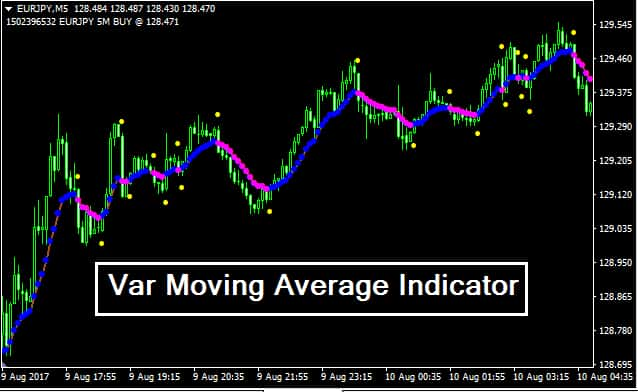 EURJPY,M5 128.484 128.487 128.430 128.470
1502396532 EURJPY 5M BUY @ 128.471
129.545
129.460
129.375
129.290
129.205
129.120
129.035
128.950
128.865
128.780
128.695
Var Moving Average Indicator
9 Aug 2017 9 Aug 17:55 9 Aug 19:15 9 Aug 20:35 9 Aug 21:55 9 Aug 23:15 10 Aug 00:35 10 Aug 01:55 10 Aug 03:15 10 Aug 04:35